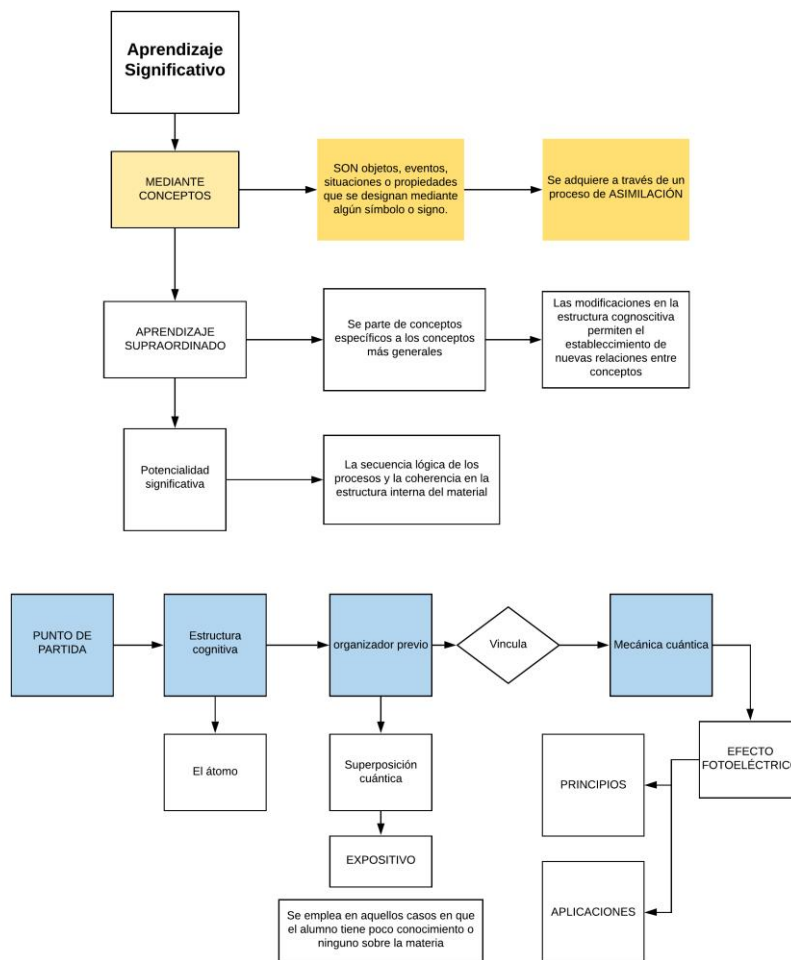 Aprendizaje
Significativo
MEDIANTE
CONCEPTOS
SON objetos, eventos,
situaciones o propiedades
que se designan mediante
algún símbolo o signo.
Se adquiere a través de un
proceso de ASIMILACIÓN
APRENDIZAJE
SUPRAORDINADO
Se parte de conceptos
específicos a los conceptos
más generales
Las modificaciones en la
estructura cognoscitiva
permiten el
estableccimiento de
nuevas relaciones entre
conceptos
Potencialidad
significativa
La secuencia lógica de los
procesos y la coherencia en la
estructura interna del material
PUNTO DE
PARTIDA
Estructura
cognitiva
organizador previo
Vincula
Mecánica cuántica
El átomo
Superposición
cuántica
EXPOSITIVO
Se emplea en aquellos casos en que
el alumno tiene poco conocimiento o
ninguno sobre la materia
EFECTO
FOTOELÉCTRICO
PRINCIPIOS
APLICACIONES